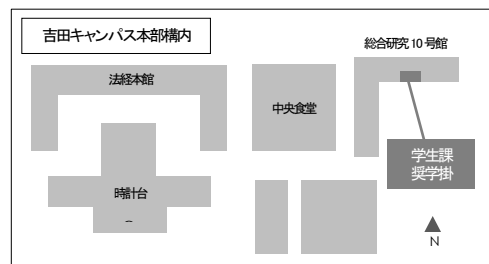 吉田キャンパス本部構内
総合研究10号館
法経本館
中央食堂
学生課
奨学掛
時計台
N